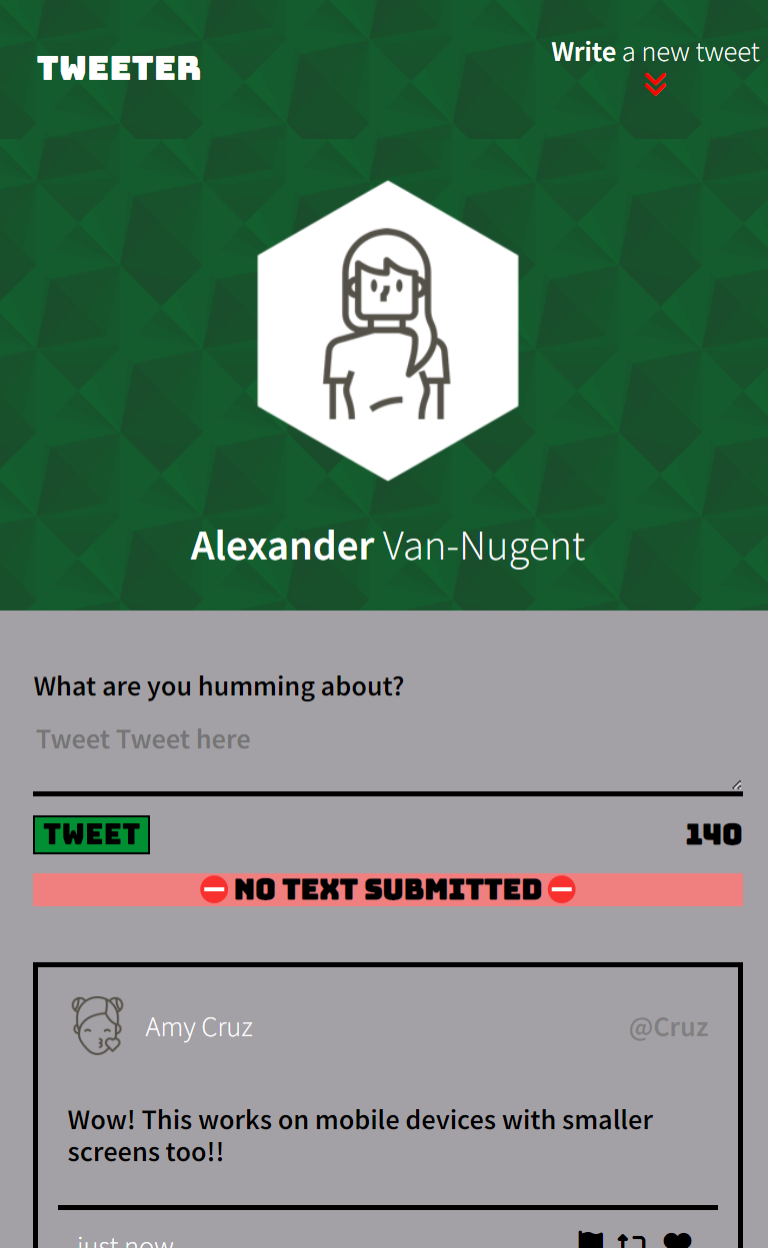 TWEETER
Write a new tweet
Alexander Van-Nugent
What are you humming about?
Tweet Tweet here
TWEET
140
⛔ NO TEXT SUBMITTED ⛔
Amy Cruz
@Cruz
Wow! This works on mobile devices with smaller
screens too!!
just now